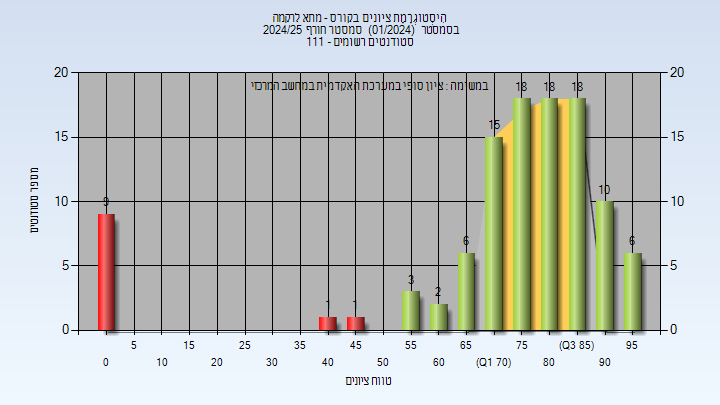 היסטוגרמת ציונים בקורס - מתא לרקמה
בסמסטר (01/2024) סמסטר חורף 2024/25
סטודנטים רשומים - 111
במשימה : ציון סופי במערכת האקדמית במחשב המרכזי
מספר סטודנטים
20
15
10
5
0
20
15
10
5
0
9
1
1
3
2
6
15
18
18
18
10
6
5 15 25 35 45 55 65 75 (Q3 85) 95
0 10 20 30 40 50 60 (Q1 70) 80 90
טווח ציונים